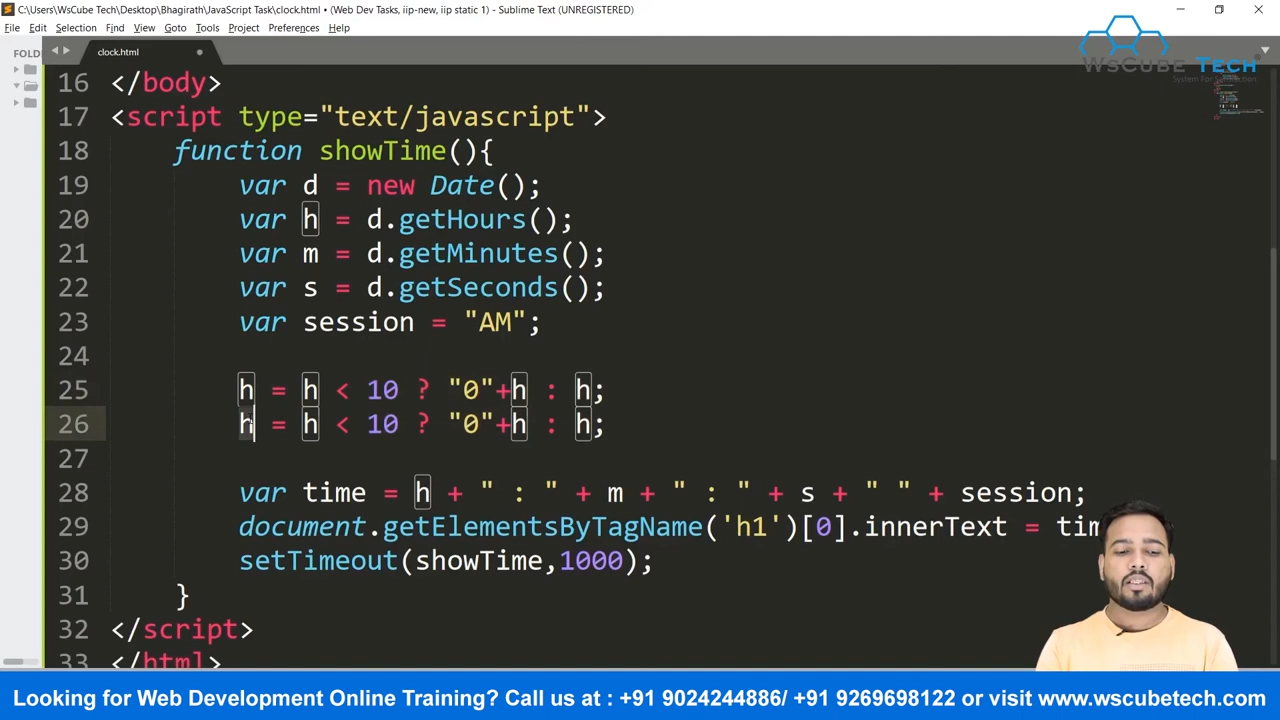 C:\Users\WsCube Tech\Desktop\Bhagirath\JavaScript Task\clock.html • (Web Dev Tasks, iip-new, iip static 1) - Sublime Text (UNREGISTERED)
File Edit Selection Find View Goto Tools Project Preferences Help
FOLD
clock.html
WsCube Tech
16 </body>
17 <script type="text/javascript">
18 function showTime(){
19 var d = new Date();
20 var h = d.getHours();
21 var m = d.getMinutes();
22 var s = d.getSeconds();
23 var session = "AM";
24
25 h = h < 10 ? "0"+h : h;
26 h = h < 10 ? "0"+h : h;
27
28 var time = h + " : " + m + " : " + s + " " + session;
29 document.getElementsByTagName('h1')[0].innerText = tim
30 setTimeout(showTime,1000);
31 }
32 </script>
33 </html>
Looking for Web Development Online Training? Call us at : +91 9024244886/ +91 9269698122 or visit www.wscubetech.com